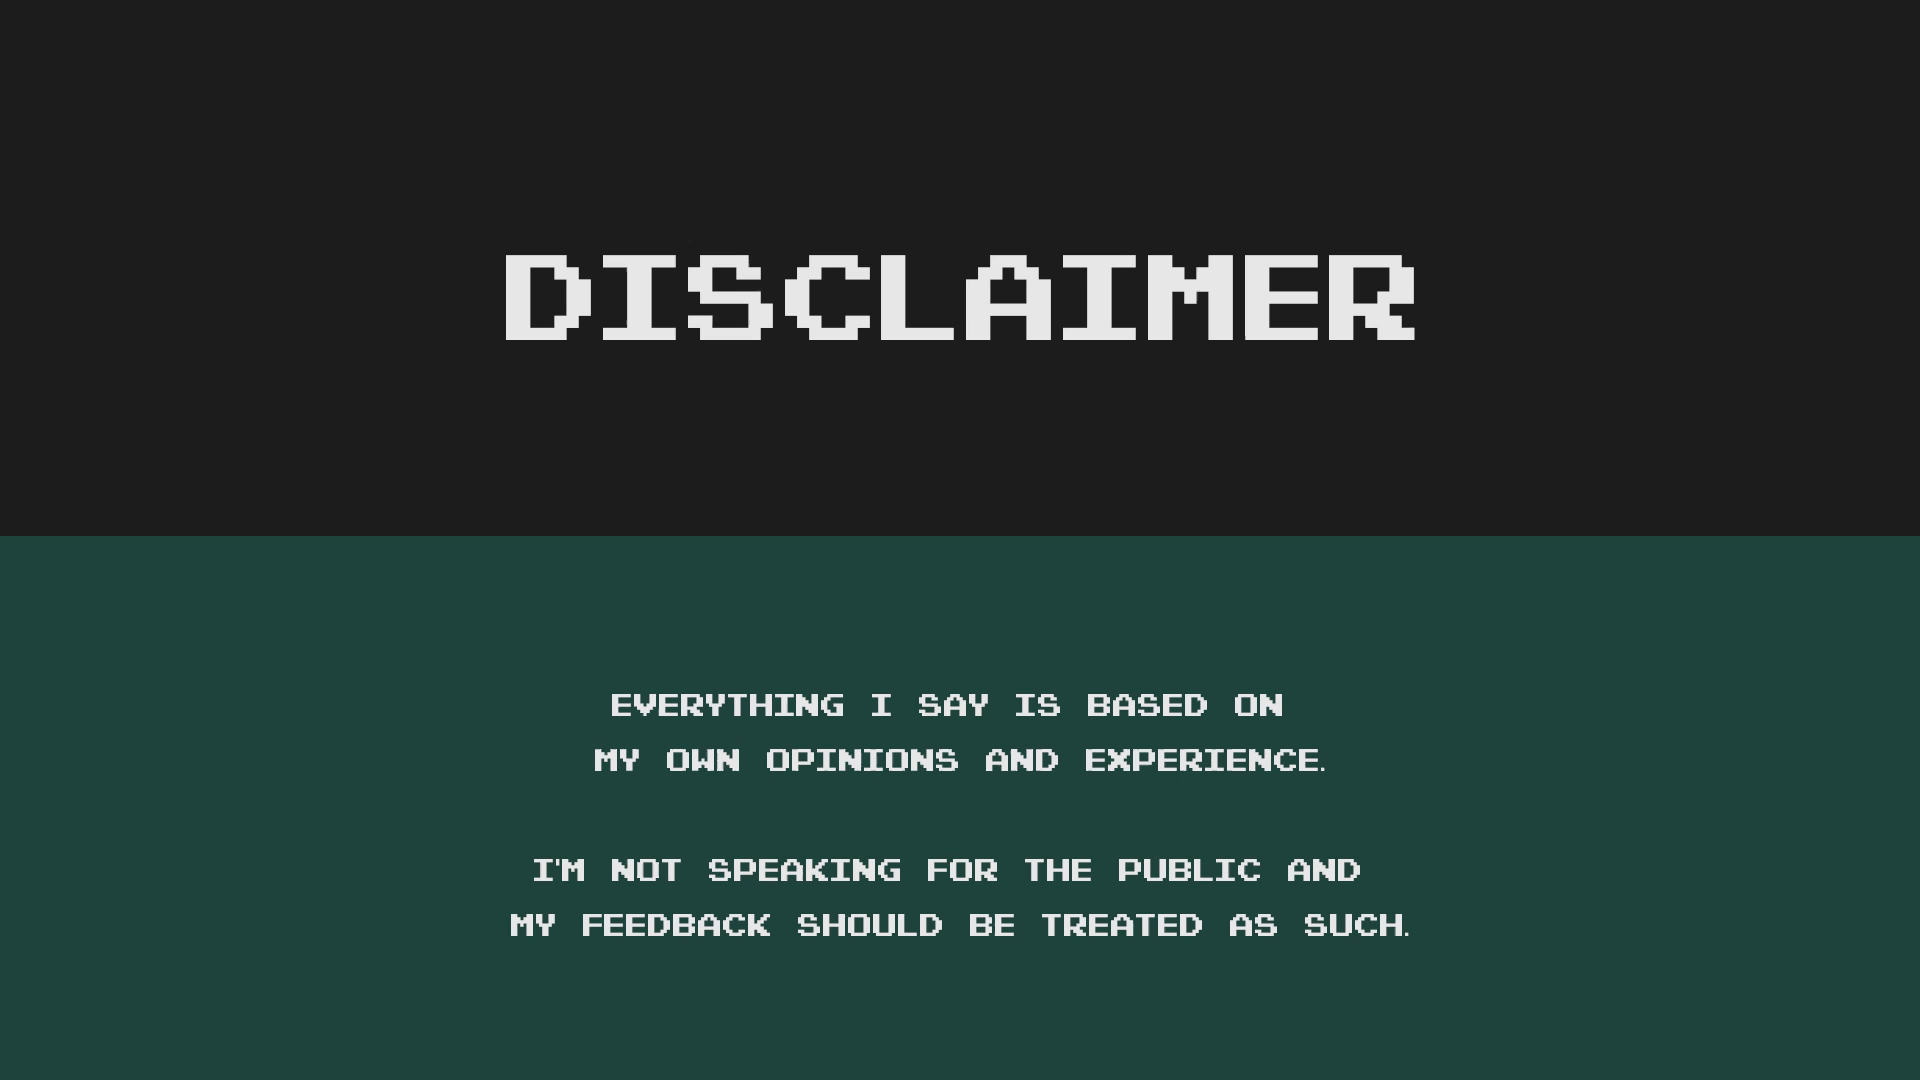 DISCLAIMER
EVERYTHING I SAY IS BASED ON
MY OWN OPINIONS AND EXPERIENCE.
I'M NOT SPEAKING FOR THE PUBLIC AND
MY FEEDBACK SHOULD BE TREATED AS SUCH.